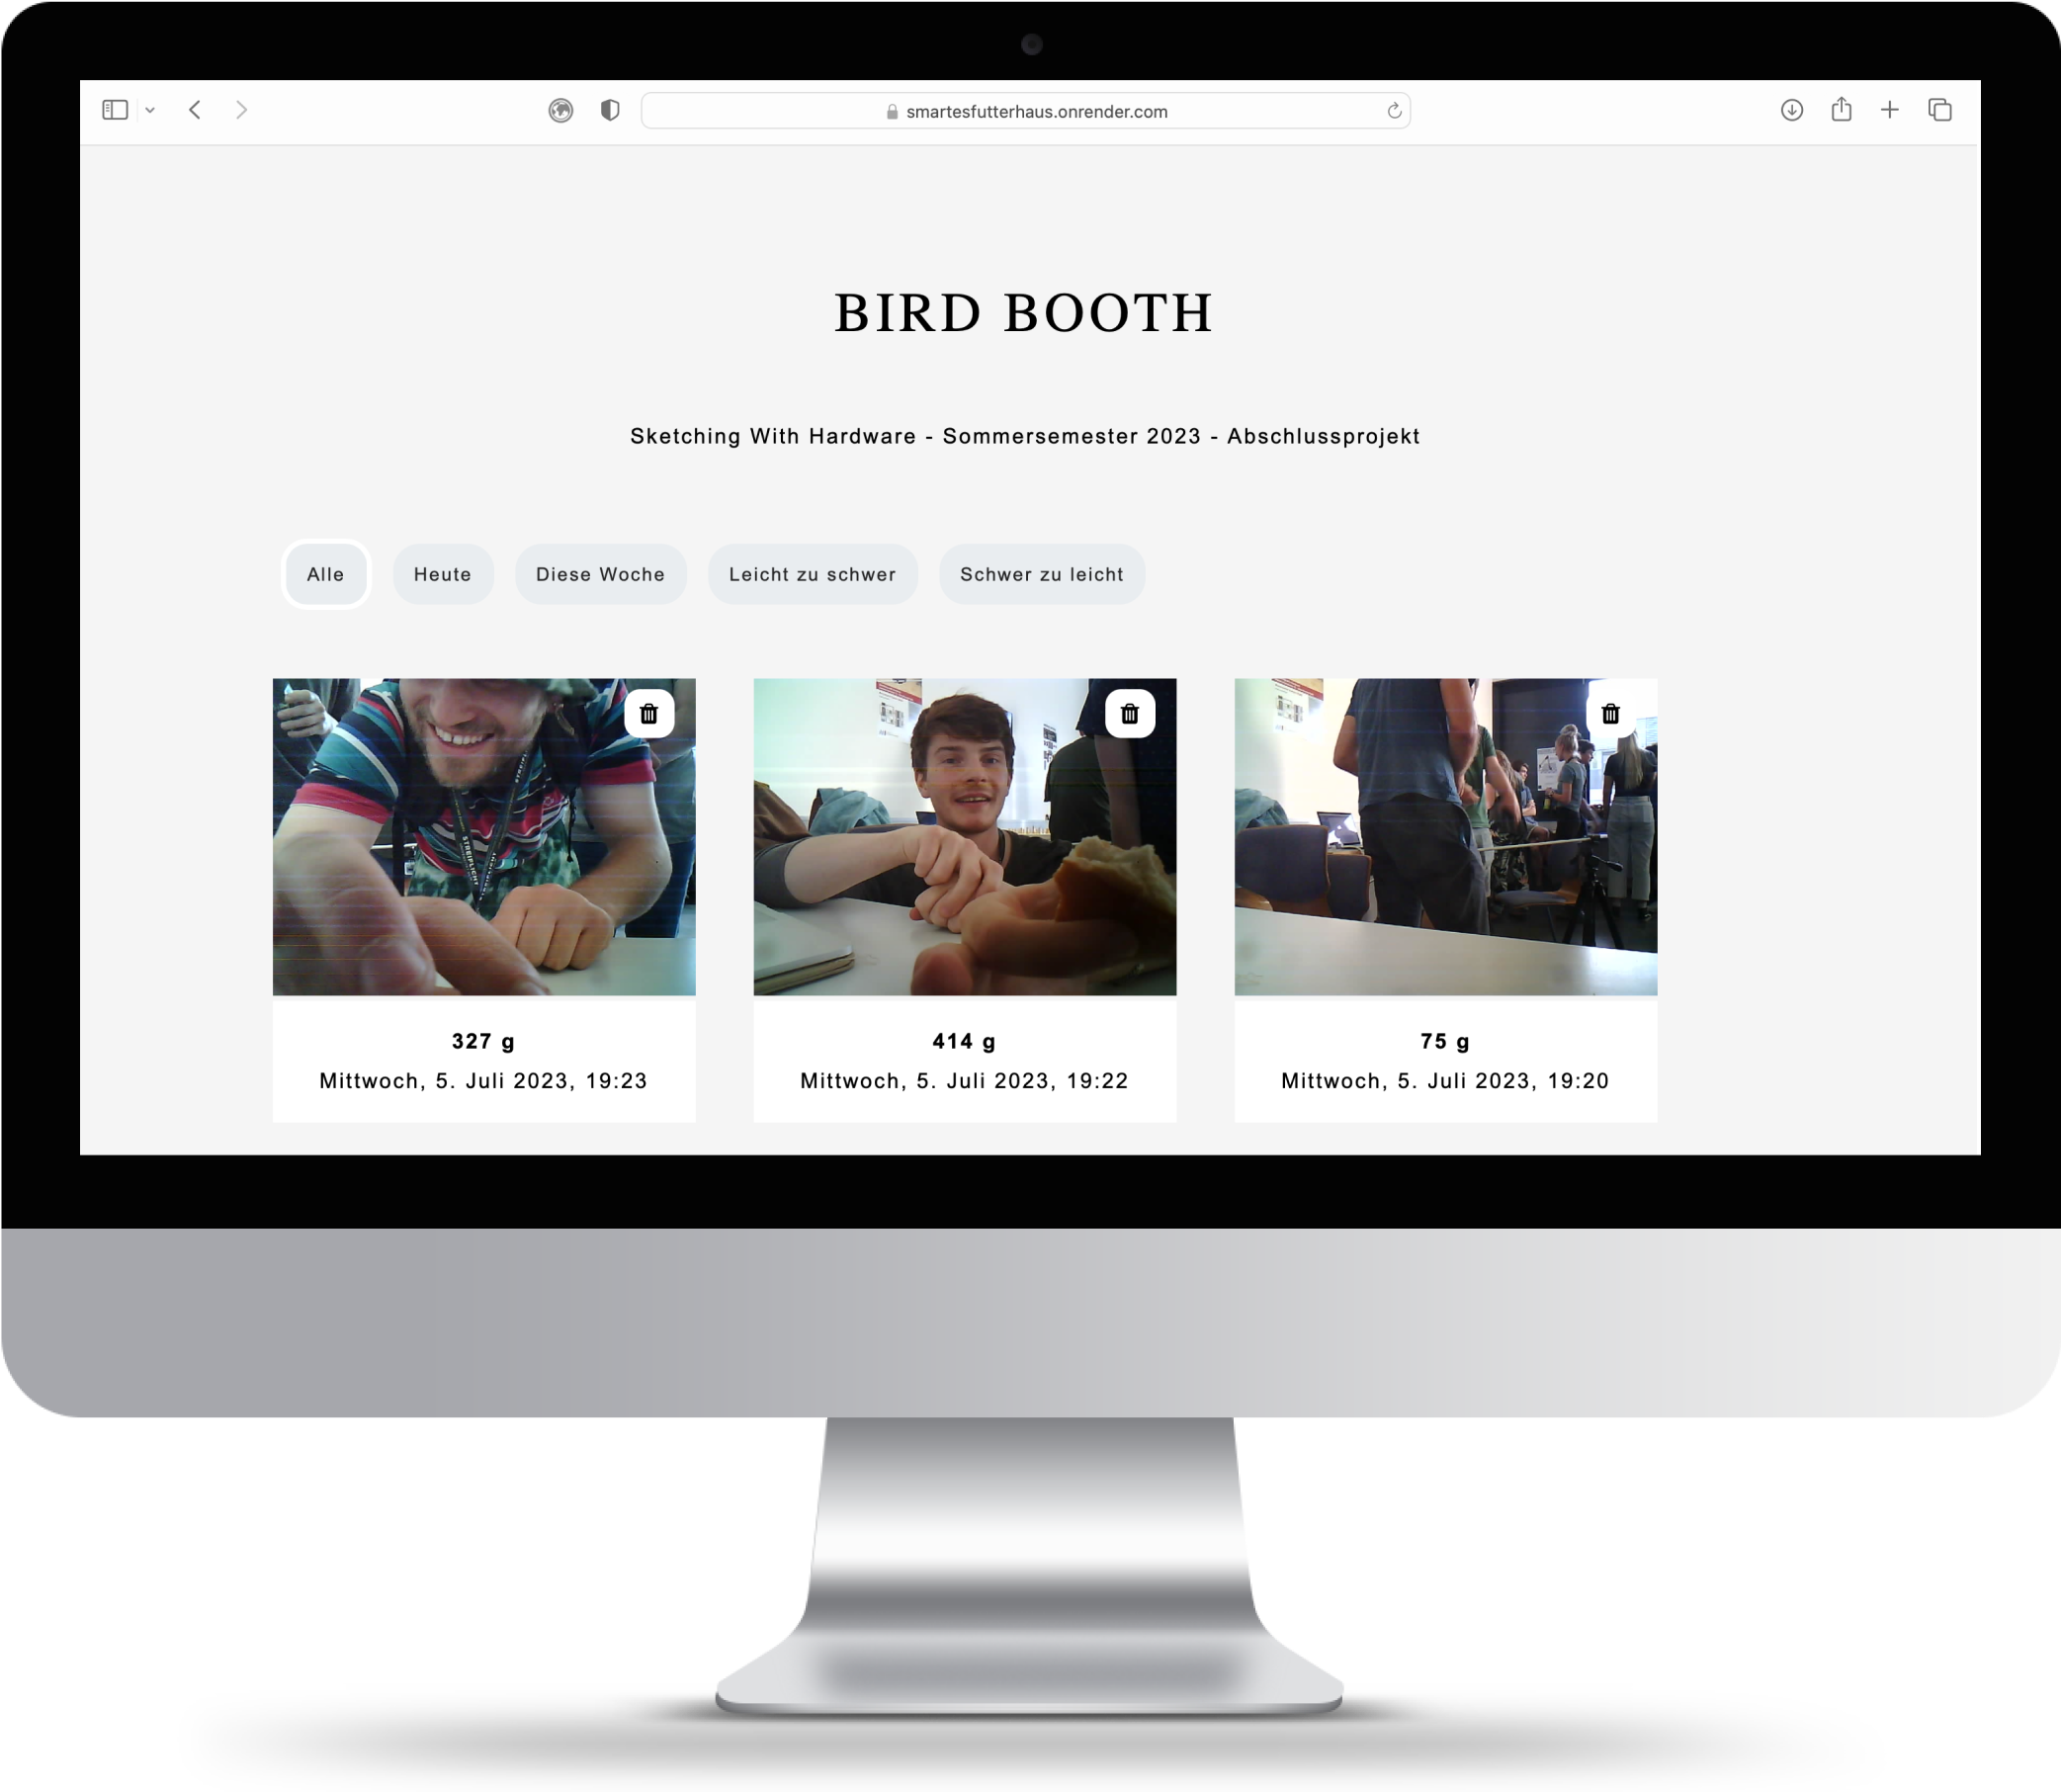 smartesfutterhaus.onrender.com
BIRD BOOTH
Sketching With Hardware - Sommersemester 2023 - Abschlussprojekt
Alle
Heute
Diese Woche
Leicht zu schwer
Schwer zu leicht
327 g
Mittwoch, 5. Juli 2023, 19:23
414 g
Mittwoch, 5. Juli 2023, 19:22
75 g
Mittwoch, 5. Juli 2023, 19:20